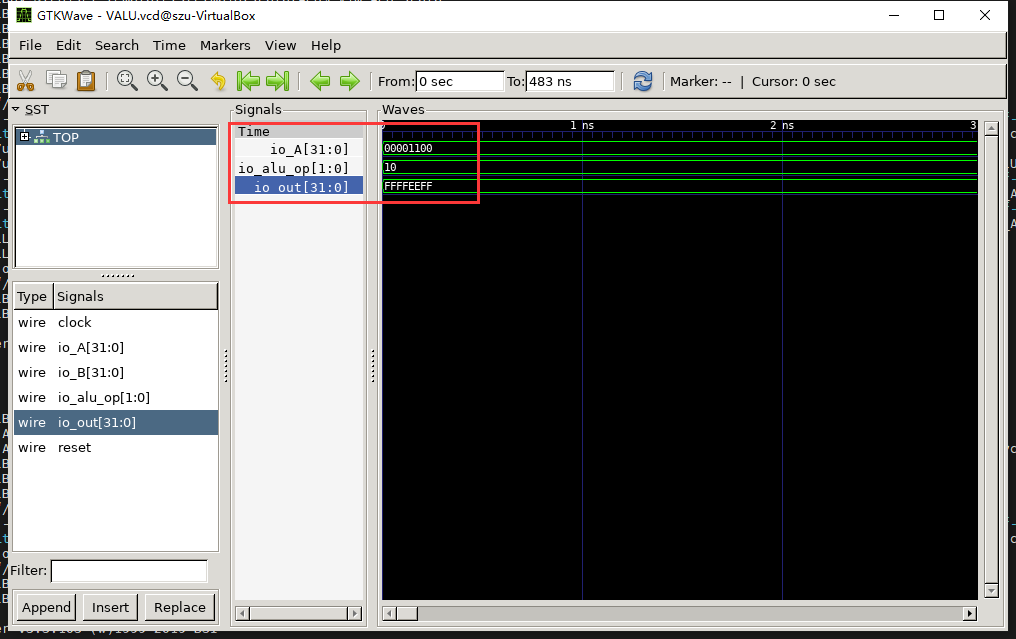 GTKWave - VALU.vcd@szu-VirtualBox
File Edit Search Time Markers View Help
From: 0 sec To: 483 ns Marker: -- | Cursor: 0 sec
SST
TOP
Type Signals
wire clock
wire io_A[31:0]
wire io_B[31:0]
wire io_alu_op[1:0]
wire io_out[31:0]
wire reset
Filter:
Append Insert Replace
Signals
Time
io_A[31:0]
io_alu_op[1:0]
io_out[31:0]
Waves
1 ns 2 ns 3
00001100
10
FFFFEEFF